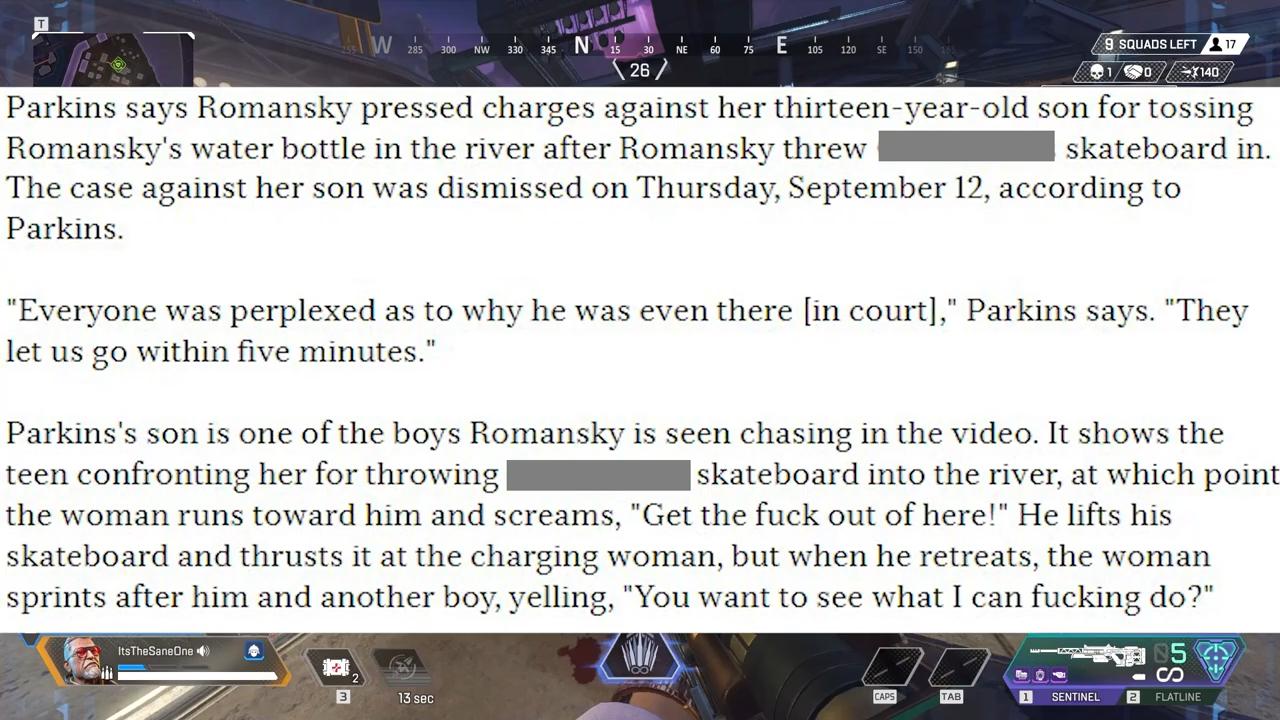 T
255 W 285 300 NW 330 345 N 15 30 NE 60 75 E 105 120 SE 150 165
26
9 SQUADS LEFT 17
1 0 140
Parkins says Romansky pressed charges against her thirteen-year-old son for tossing
Romansky's water bottle in the river after Romansky threw skateboard in.
The case against her son was dismissed on Thursday, September 12, according to
Parkins.
"Everyone was perplexed as to why he was even there [in court]," Parkins says. "They
let us go within five minutes."
Parkins's son is one of the boys Romansky is seen chasing in the video. It shows the
teen confronting her for throwing skateboard into the river, at which point
the woman runs toward him and screams, "Get the fuck out of here!" He lifts his
skateboard and thrusts it at the charging woman, but when he retreats, the woman
sprints after him and another boy, yelling, "You want to see what I can fucking do?"
ItsTheSaneOne
2
3
13 sec
CAPS TAB
05
∞
1 SENTINEL 2 FLATLINE